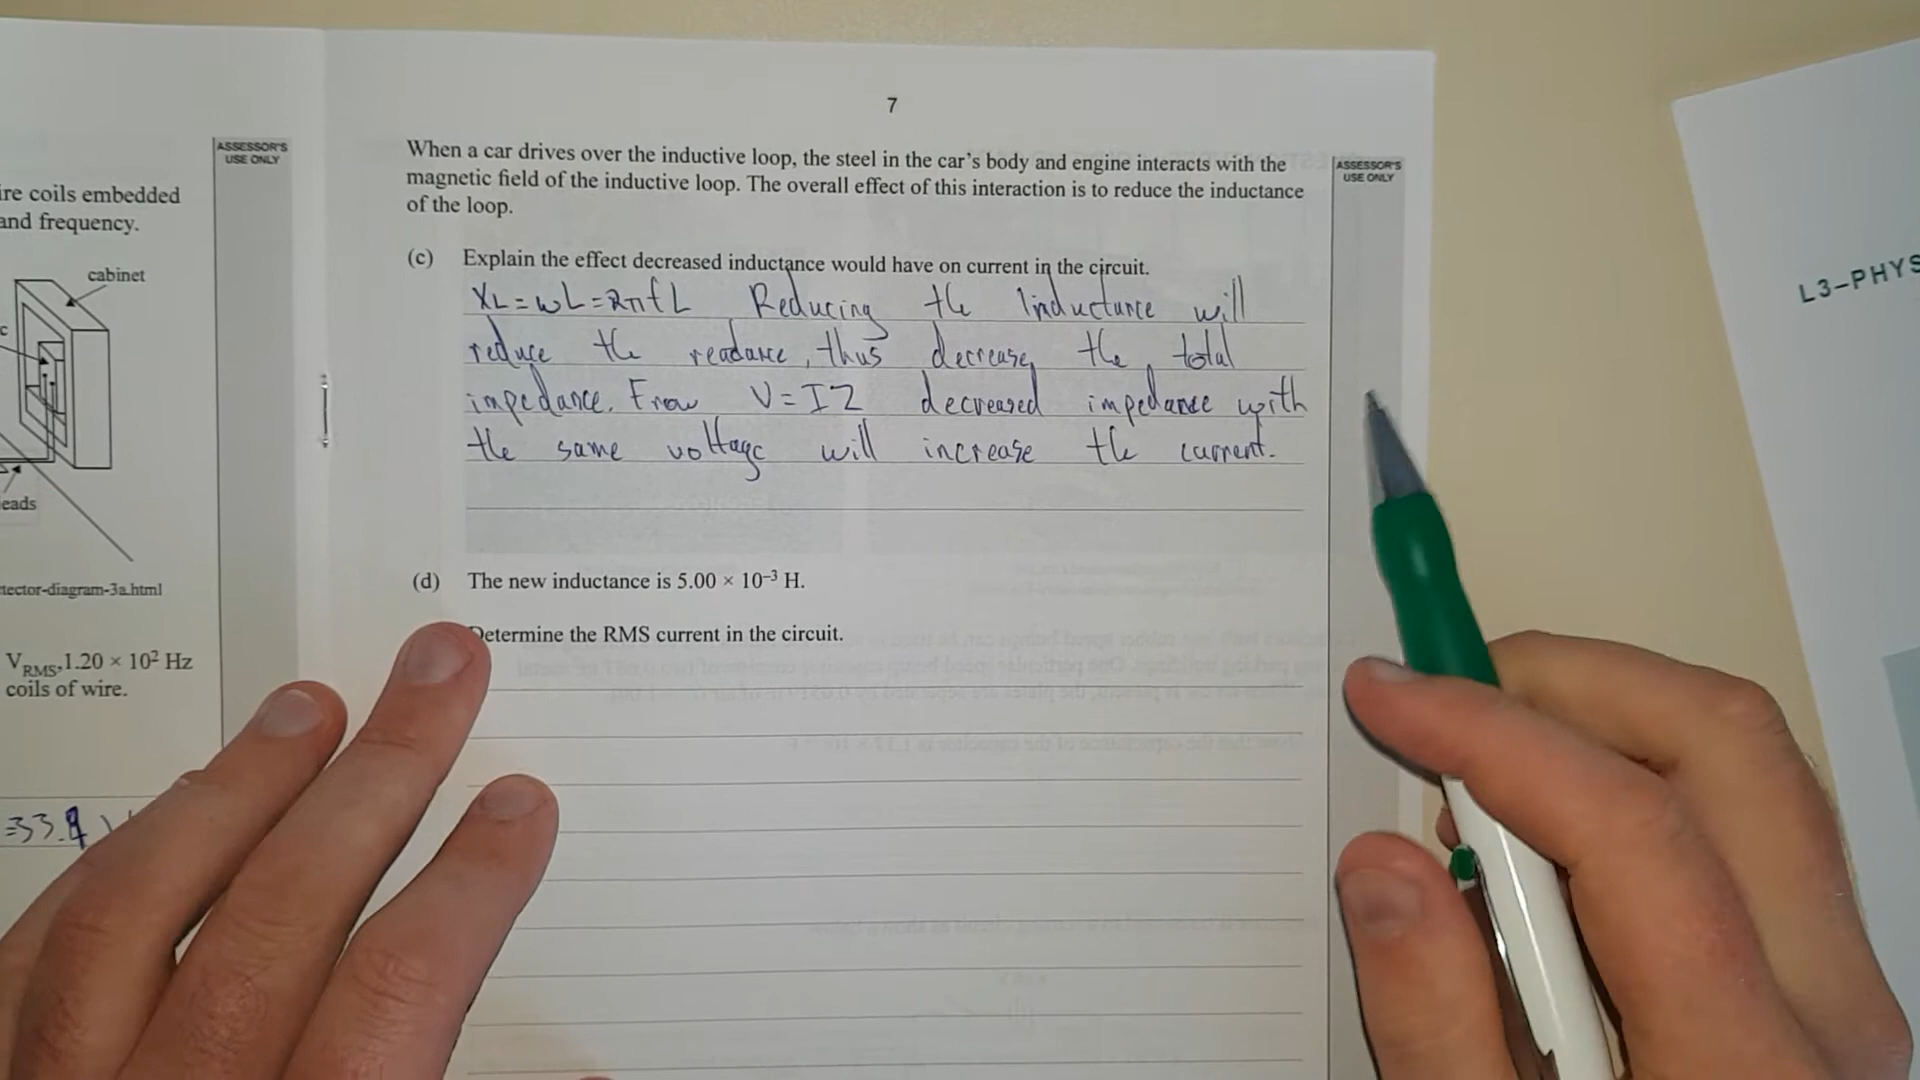 7
ASSESSOR'S
USE ONLY
ire coils embedded
and frequency.
cabinet
c
eads
tector-diagram-3a.html
VRMS, 1.20 × 10² Hz
coils of wire.
=33.9
When a car drives over the inductive loop, the steel in the car's body and engine interacts with the
magnetic field of the inductive loop. The overall effect of this interaction is to reduce the inductance
of the loop.
(c) Explain the effect decreased inductance would have on current in the circuit.
XL = ωL = 2πfL Reducing the Inductance will
reduce the reactance, thus decrease the total
impedance. From V = IZ decreased impedance with
the same voltage will increase the current.
(d) The new inductance is 5.00 × 10⁻³ H.
Determine the RMS current in the circuit.
ASSESSOR'S
USE ONLY
L3-PHYS